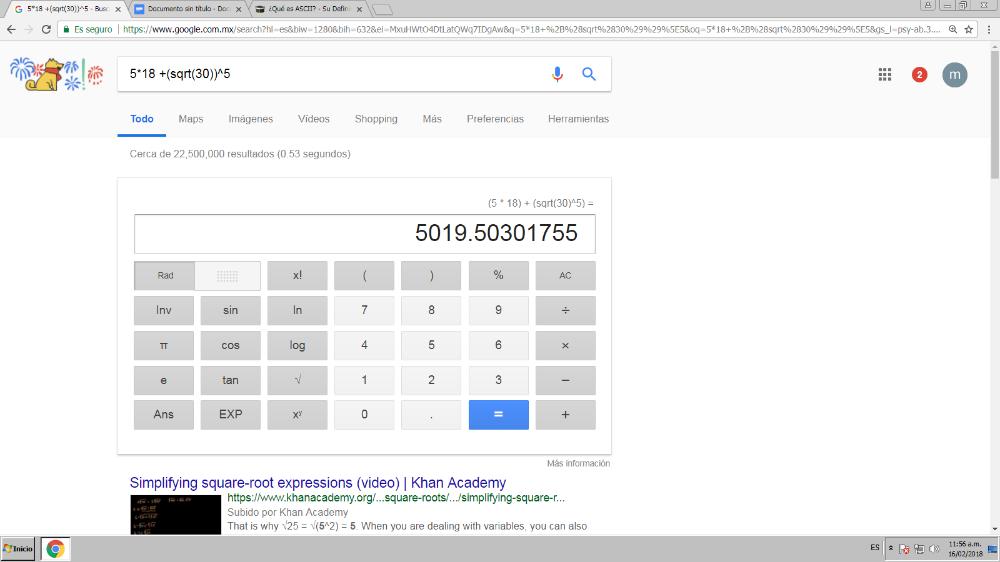 5*18 +(sqrt(30))^5 - Busc
Documento sin título - Doc
¿Qué es ASCII? - Su Defini
Es seguro | https://www.google.com.mx/search?hl=es&biw=1280&bih=632&ei=MxuHWtO4DtLatQWq7IDgAw&q=5*18+%2B%28sqrt%2830%29%29%5E5&oq=5*18+%2B%28sqrt%2830%29%29%5E5&gs_l=psy-ab.3....
5*18 +(sqrt(30))^5
2
m
Todo Maps Imágenes Vídeos Shopping Más Preferencias Herramientas
Cerca de 22,500,000 resultados (0.53 segundos)
(5 * 18) + (sqrt(30)^5) =
5019.50301755
Rad x! ( ) % AC
Inv sin ln 7 8 9 ÷
π cos log 4 5 6 ×
e tan √ 1 2 3 −
Ans EXP xʸ 0 . = +
Más información
Simplifying square-root expressions (video) | Khan Academy
https://www.khanacademy.org/...square-roots/.../simplifying-square-r...
Subido por Khan Academy
That is why √25 = √(5^2) = 5. When you are dealing with variables, you can also
Inicio
ES
11:56 a.m.
16/02/2018